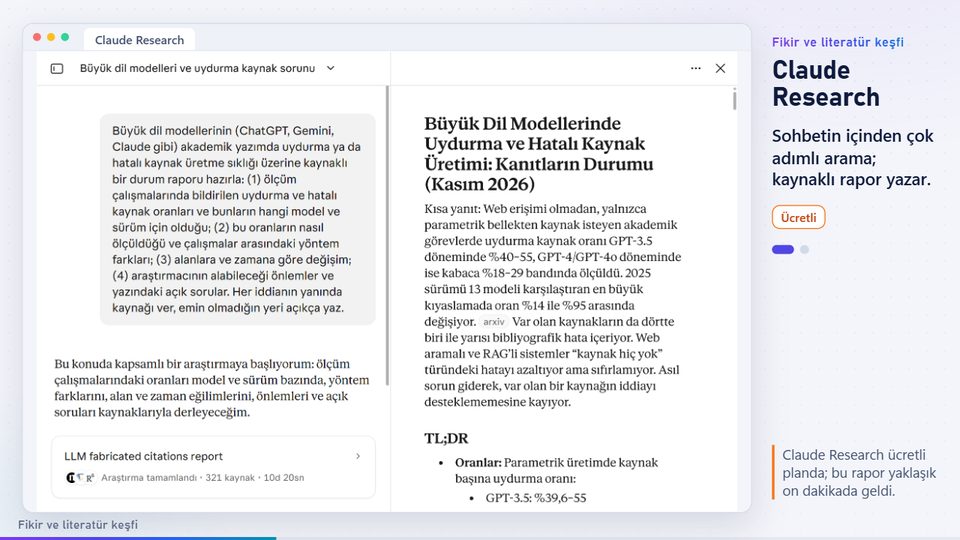 Claude Research
Büyük dil modelleri ve uydurma kaynak sorunu
Büyük dil modellerinin (ChatGPT, Gemini,
Claude gibi) akademik yazımda uydurma ya da
hatalı kaynak üretme sıklığı üzerine kaynaklı
bir durum raporu hazırla: (1) ölçüm
çalışmalarında bildirilen uydurma ve hatalı
kaynak oranları ve bunların hangi model ve
sürüm için olduğu; (2) bu oranların nasıl
ölçüldüğü ve çalışmalar arasındaki yöntem
farkları; (3) alanlara ve zamana göre değişim;
(4) araştırmacının alabileceği önlemler ve
yazındaki açık sorular. Her iddianın yanında
kaynağı ver, emin olmadığın yeri açıkça yaz.
Bu konuda kapsamlı bir araştırmaya başlıyorum: ölçüm
çalışmalarındaki oranları model ve sürüm bazında, yöntem
farklarını, alan ve zaman eğilimlerini, önlemleri ve açık
soruları kaynaklarıyla derleyeceğim.
LLM fabricated citations report
Araştırma tamamlandı · 321 kaynak · 10d 20sn
Büyük Dil Modellerinde
Uydurma ve Hatalı Kaynak
Üretimi: Kanıtların Durumu
(Kasım 2026)
Kısa yanıt: Web erişimi olmadan, yalnızca
parametrik bellekten kaynak isteyen akademik
görevlerde uydurma kaynak oranı GPT-3.5
döneminde %40–55, GPT-4/GPT-4o döneminde
ise kabaca %18–29 bandında ölçüldü. 2025
sürümü 13 modeli karşılaştıran en büyük
kıyaslamada oran %14 ile %95 arasında
değişiyor. arxiv Var olan kaynakların da dörtte
biri ile yarısı bibliyografik hata içeriyor. Web
aramalı ve RAG'li sistemler “kaynak hiç yok”
türündeki hatayı azaltıyor ama sıfırlamıyor. Asıl
sorun giderek, var olan bir kaynağın iddiayı
desteklememesine kayıyor.
TL;DR
• Oranlar: Parametrik üretimde kaynak
başına uydurma oranı:
• GPT-3.5: %39,6–55
Fikir ve literatür keşfi
Claude
Research
Sohbetin içinden çok
adımlı arama;
kaynaklı rapor yazar.
Ücretli
Claude Research ücretli
planda; bu rapor yaklaşık
on dakikada geldi.
Fikir ve literatür keşfi